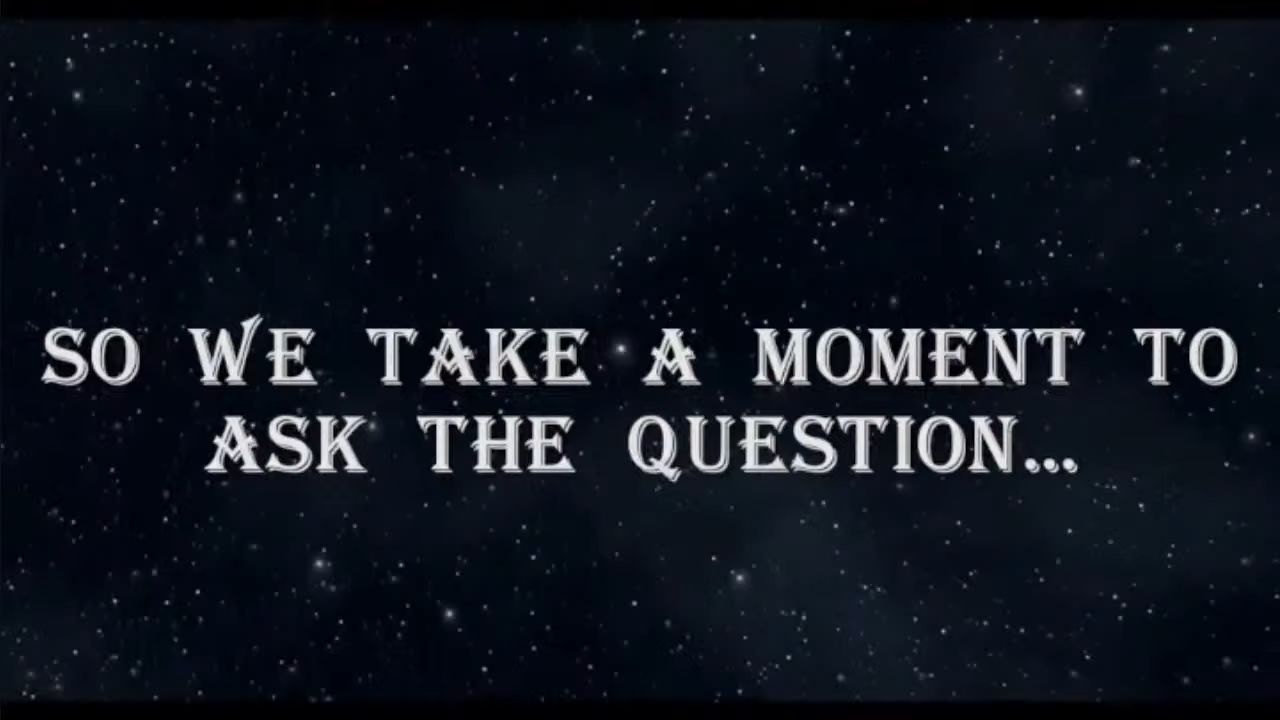 SO WE TAKE A MOMENT TO
ASK THE QUESTION...